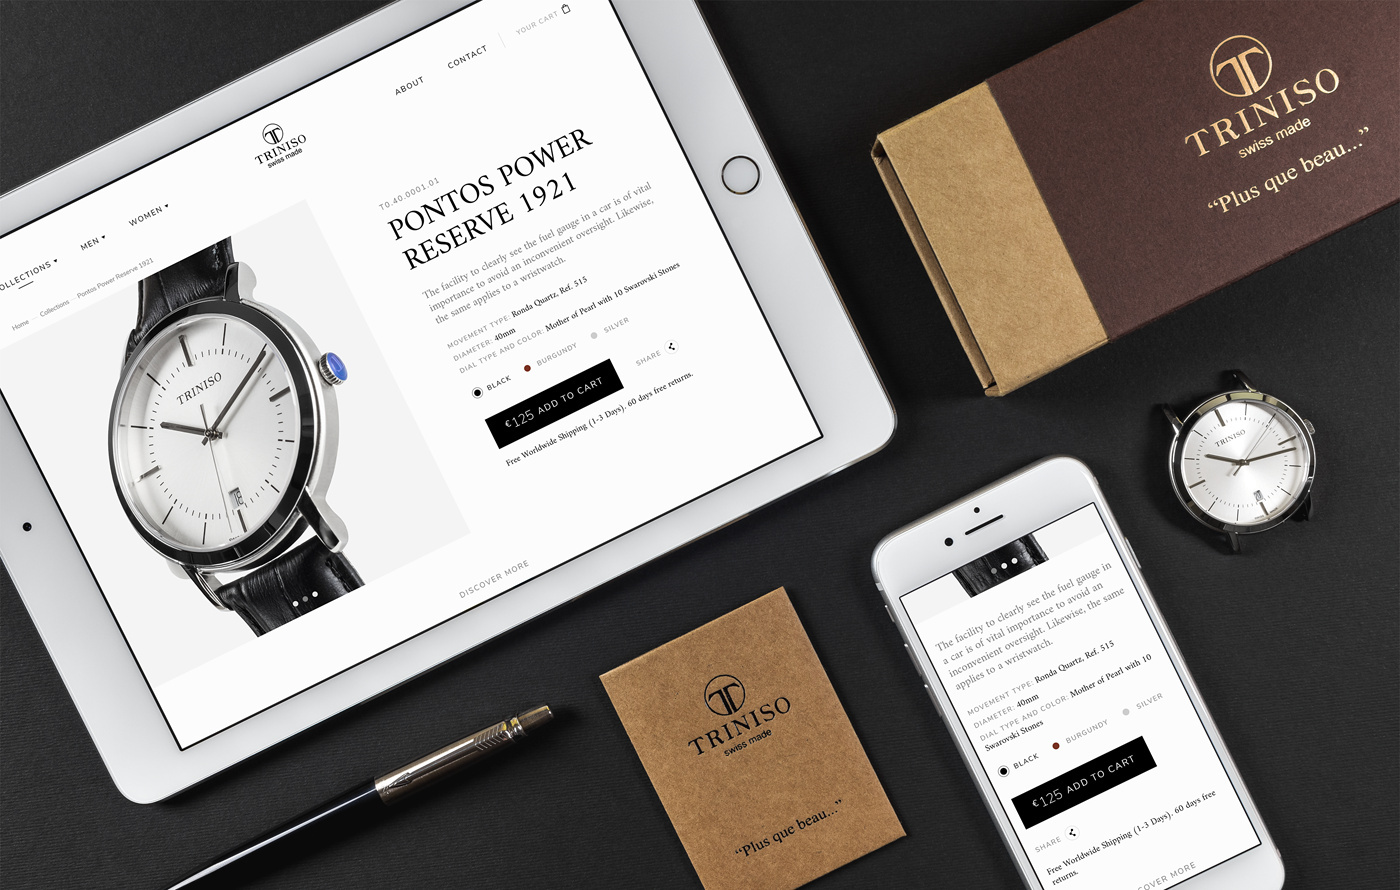 YOUR CART
ABOUT
CONTACT
TRINISO
swiss made
OLLECTIONS
MEN
WOMEN
Home
Collections
Pontos Power Reserve 1921
TRINISO
T0.40.0001.01
PONTOS POWER
RESERVE 1921
The facility to clearly see the fuel gauge in a car is of vital
importance to avoid an inconvenient oversight. Likewise,
the same applies to a wristwatch.
MOVEMENT TYPE: Ronda Quartz, Ref. 515
DIAMETER: 40mm
DIAL TYPE AND COLOR: Mother of Pearl with 10 Swarovski Stones
BLACK
BURGUNDY
SILVER
€125 ADD TO CART
SHARE
Free Worldwide Shipping (1-3 Days). 60 days free returns.
DISCOVER MORE
TRINISO
swiss made
“Plus que beau...”
TRINISO
TRINISO
swiss made
“Plus que beau...”
The facility to clearly see the fuel gauge in
a car is of vital importance to avoid an
inconvenient oversight. Likewise, the same
applies to a wristwatch.
MOVEMENT TYPE: Ronda Quartz, Ref. 515
DIAMETER: 40mm
DIAL TYPE AND COLOR: Mother of Pearl with 10
Swarovski Stones
BLACK
BURGUNDY
SILVER
€125 ADD TO CART
SHARE
Free Worldwide Shipping (1-3 Days). 60 days free
returns.
COVER MORE